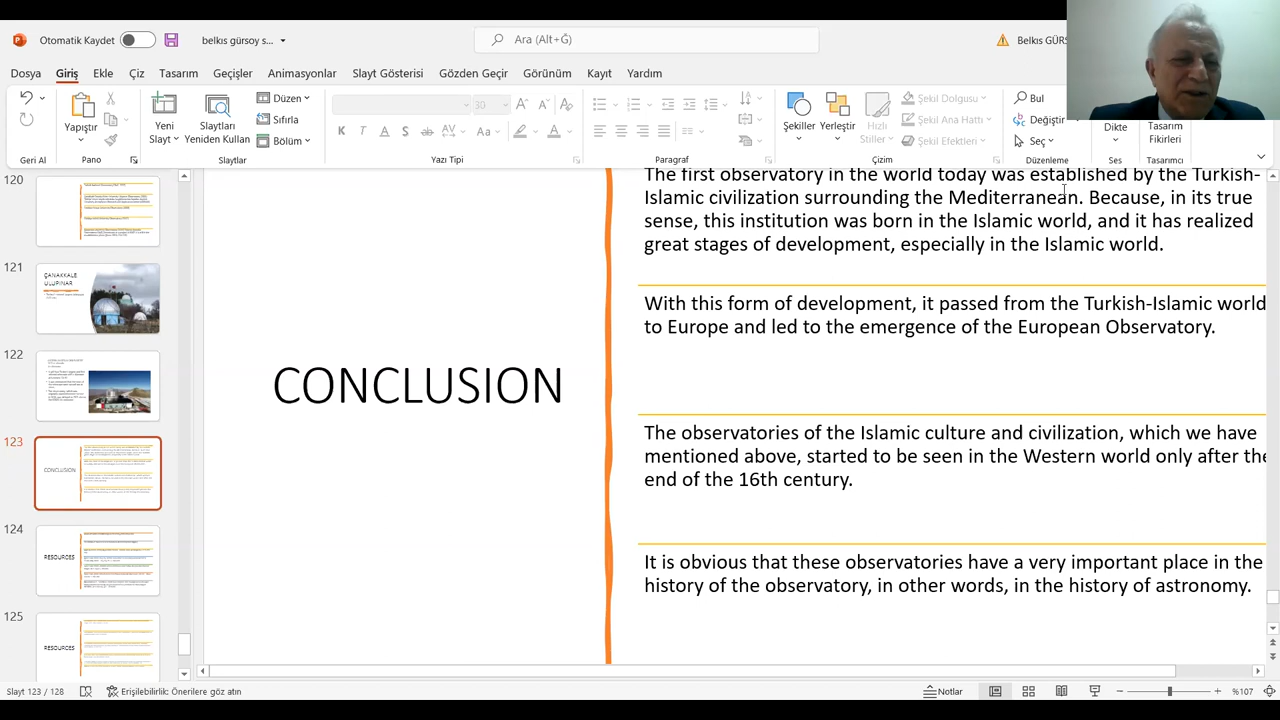 Otomatik Kaydet
belkıs gürsoy s...
Ara (Alt+G)
Belkıs GÜRS
Dosya
Giriş
Ekle
Çiz
Tasarım
Geçişler
Animasyonlar
Slayt Gösterisi
Gözden Geçir
Görünüm
Kayıt
Yardım
Yapıştır
Yeni
Slayt
Slaytları
Yeniden Kullan
Düzen
Sıfırla
Bölüm
30
Şekiller
Yerleştir
Hızlı
Stiller
Şekil Dolgusu
Şekil Ana Hattı
Şekil Efektleri
Bul
Değiştir
Seç
Dikte
Tasarım
Fikirleri
Geri Al
Pano
Slaytlar
Yazı Tipi
Paragraf
Çizim
Düzenleme
Ses
Tasarımcı
120
121
ÇANAKKALE
ULUPINAR
122
123
CONCLUSION
124
RESOURCES
125
RESOURCES
CONCLUSION
The first observatory in the world today was established by the Turkish-
Islamic civilization surrounding the Mediterranean. Because, in its true
sense, this institution was born in the Islamic world, and it has realized
great stages of development, especially in the Islamic world.
With this form of development, it passed from the Turkish-Islamic world
to Europe and led to the emergence of the European Observatory.
The observatories of the Islamic culture and civilization, which we have
mentioned above, started to be seen in the Western world only after the
end of the 16th century.
It is obvious that these observatories have a very important place in the
history of the observatory, in other words, in the history of astronomy.
Slayt 123 / 128
Erişilebilirlik: Önerilere göz atın
Notlar
%107